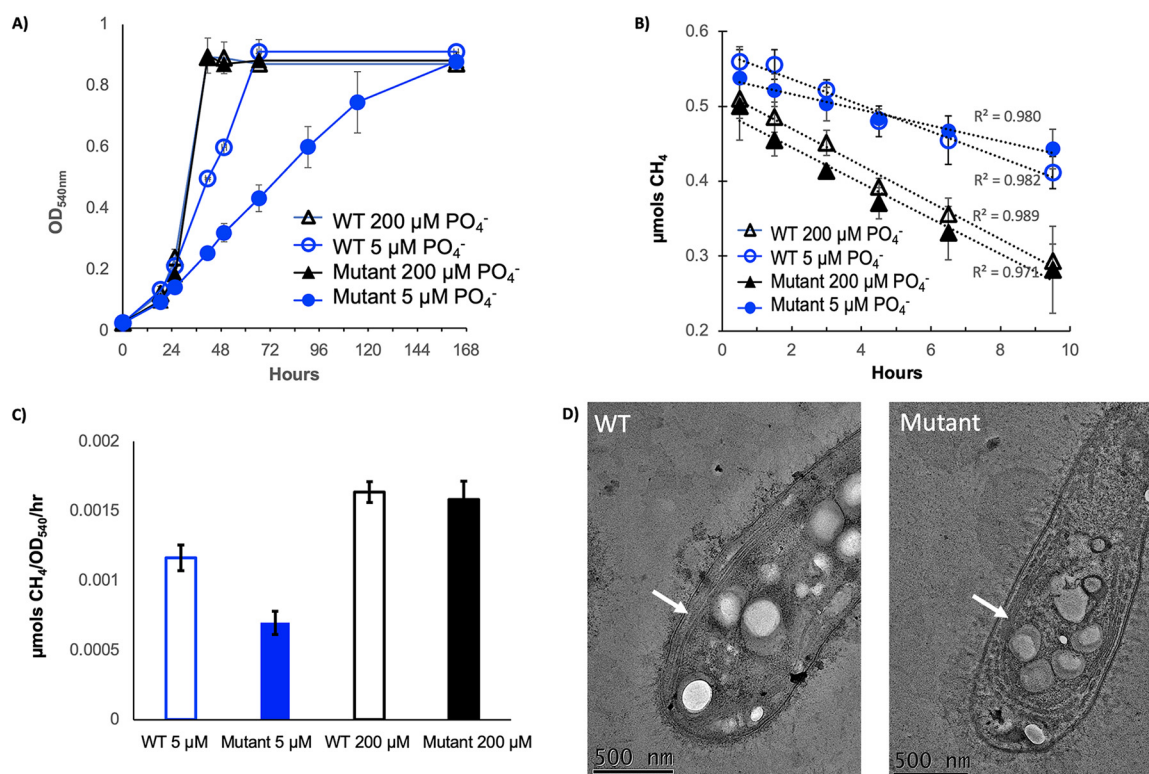 A)
1
0.8
0.6
0.4
0.2
0
OD540nm
0 24 48 72 96 120 144 168
Hours
WT 200 µM PO₄⁻
WT 5 µM PO₄⁻
Mutant 200 µM PO₄⁻
Mutant 5 µM PO₄⁻
B)
0.6
0.5
0.4
0.3
0.2
µmols CH₄
0 2 4 6 8 10
Hours
R² = 0.980
R² = 0.982
R² = 0.989
R² = 0.971
WT 200 µM PO₄⁻
WT 5 µM PO₄⁻
Mutant 200 µM PO₄⁻
Mutant 5 µM PO₄⁻
C)
0.002
0.0015
0.001
0.0005
0
µmols CH₄/OD₅₄₀/hr
WT 5 µM Mutant 5 µM WT 200 µM Mutant 200 µM
D)
WT
500 nm
Mutant
500 nm